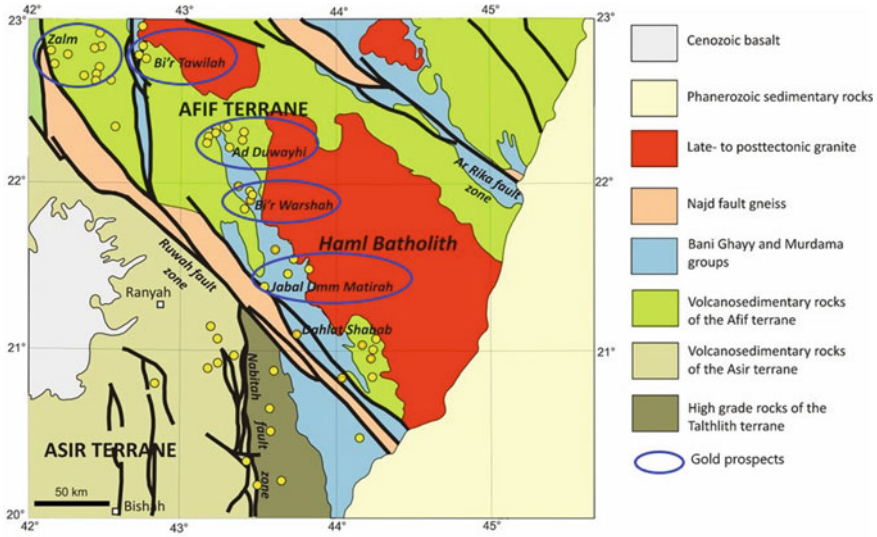 42°
43°
44°
45°
23°
23°
Zalm
Bi'r Tawilah
AFIF TERRANE
Ad Duwayhi
Ar Rika fault
zone
22°
22°
Bi'r Warshah
Haml Batholith
Ruwah fault
zone
Ranyah
Jabal Umm Matirah
Dahlat Shabab
21°
21°
Nabitah fault zone
ASIR TERRANE
50 km
Bishah
20°
20°
42°
43°
44°
45°
Cenozoic basalt
Phanerozoic sedimentary rocks
Late- to posttectonic granite
Najd fault gneiss
Bani Ghayy and Murdama
groups
Volcanosedimentary rocks
of the Afif terrane
Volcanosedimentary rocks
of the Asir terrane
High grade rocks of the
Talthlith terrane
Gold prospects